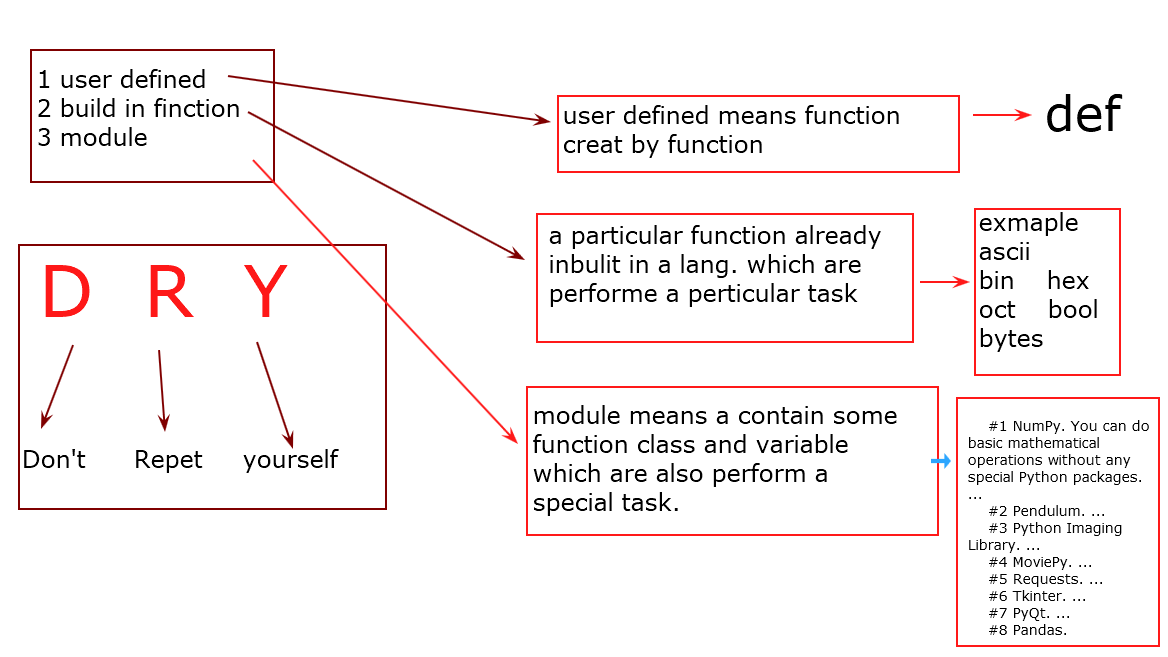 1 user defined
2 build in finction
3 module
user defined means function
creat by function
def
a particular function already
inbulit in a lang. which are
performe a perticular task
exmaple
ascii
bin hex
oct bool
bytes
D R Y
Don't Repet yourself
module means a contain some
function class and variable
which are also perform a
special task.
#1 NumPy. You can do
basic mathematical
operations without any
special Python packages.
...
#2 Pendulum. ...
#3 Python Imaging
Library. ...
#4 MoviePy. ...
#5 Requests. ...
#6 Tkinter. ...
#7 PyQt. ...
#8 Pandas.